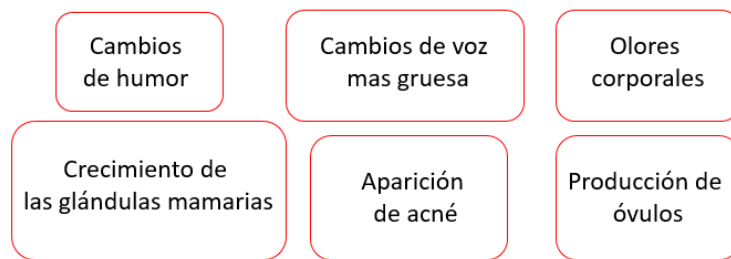 Cambios
de humor
Cambios de voz
mas gruesa
Olores
corporales
Crecimiento de
las glándulas mamarias
Aparición
de acné
Producción de
óvulos